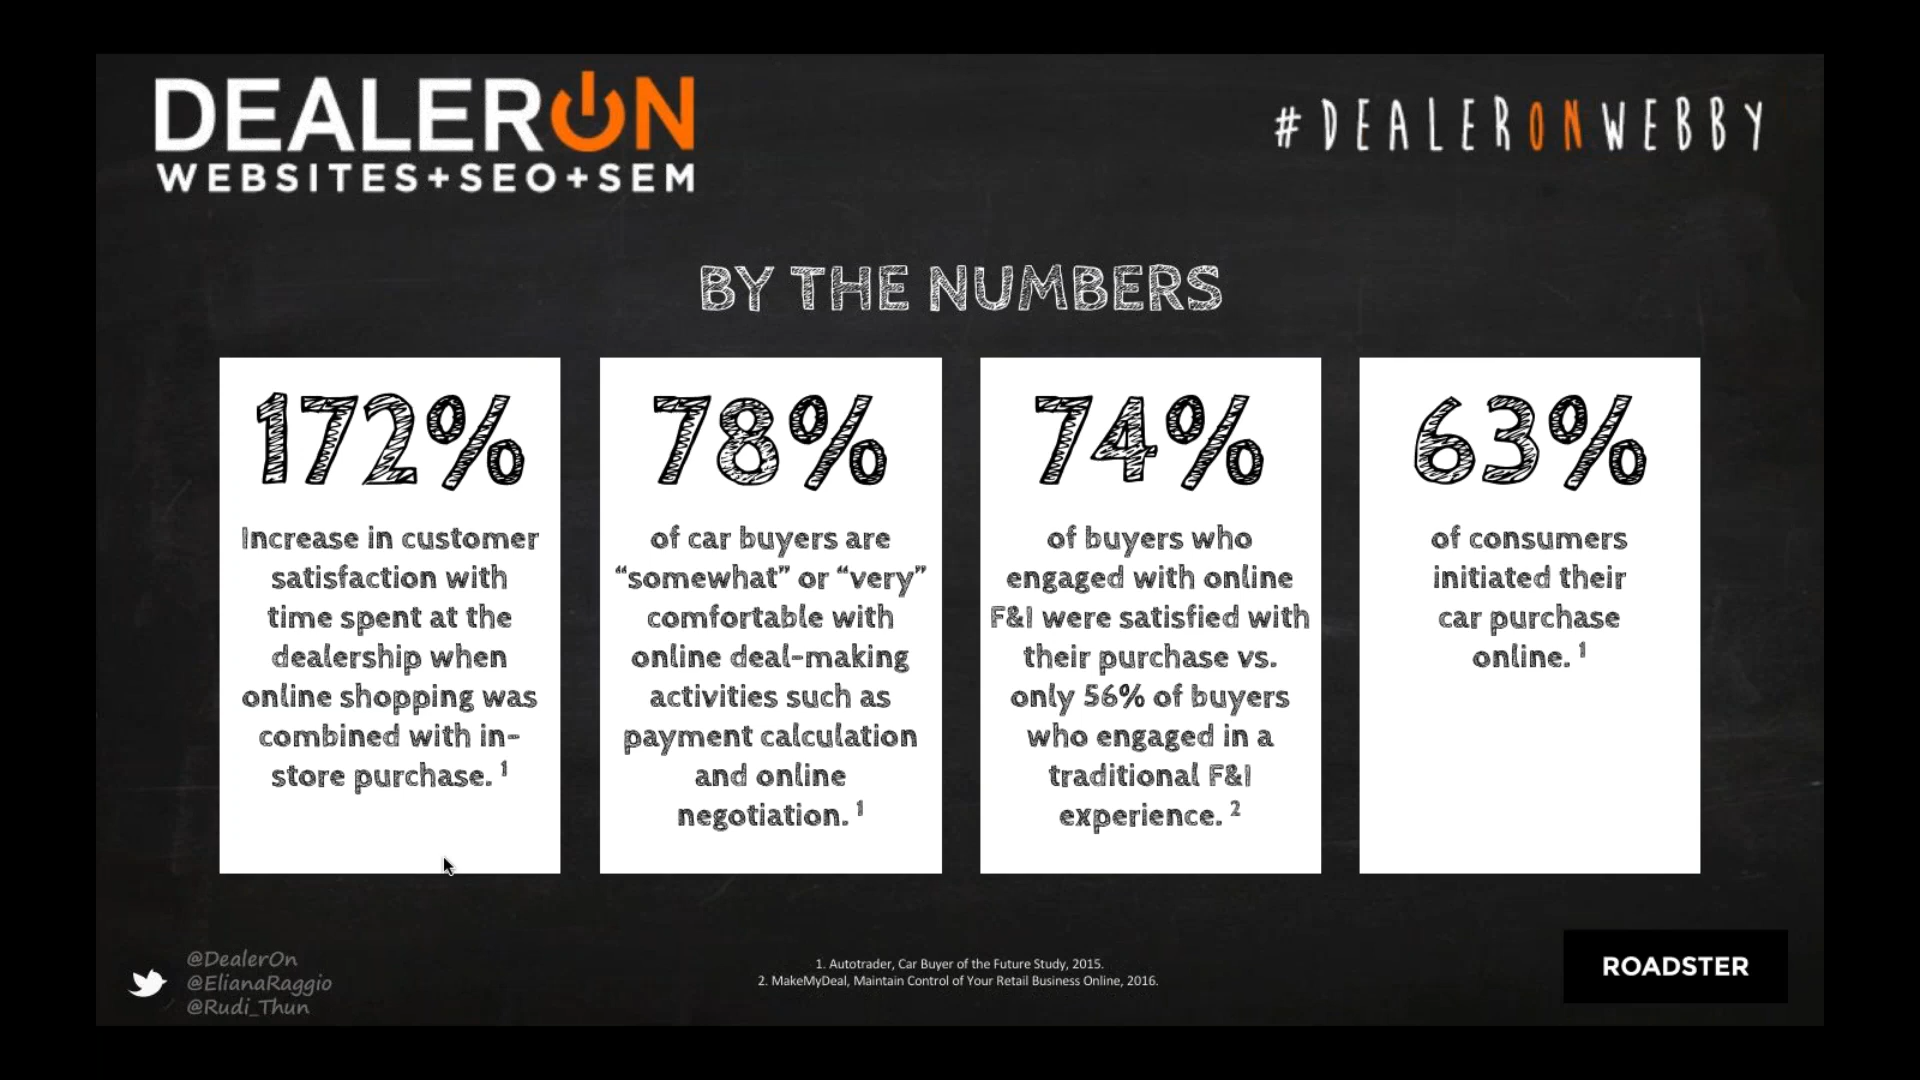 DEALERON
WEBSITES+SEO+SEM
#DEALERONWEBBY
BY THE NUMBERS
172%
Increase in customer
satisfaction with
time spent at the
dealership when
online shopping was
combined with in-
store purchase. 1
78%
of car buyers are
“somewhat” or “very”
comfortable with
online deal-making
activities such as
payment calculation
and online
negotiation. 1
74%
of buyers who
engaged with online
F&I were satisfied with
their purchase vs.
only 56% of buyers
who engaged in a
traditional F&I
experience. 2
63%
of consumers
initiated their
car purchase
online. 1
@DealerOn
@ElianaRaggio
@Rudi_Thun
1. Autotrader, Car Buyer of the Future Study, 2015.
2. MakeMyDeal, Maintain Control of Your Retail Business Online, 2016.
ROADSTER